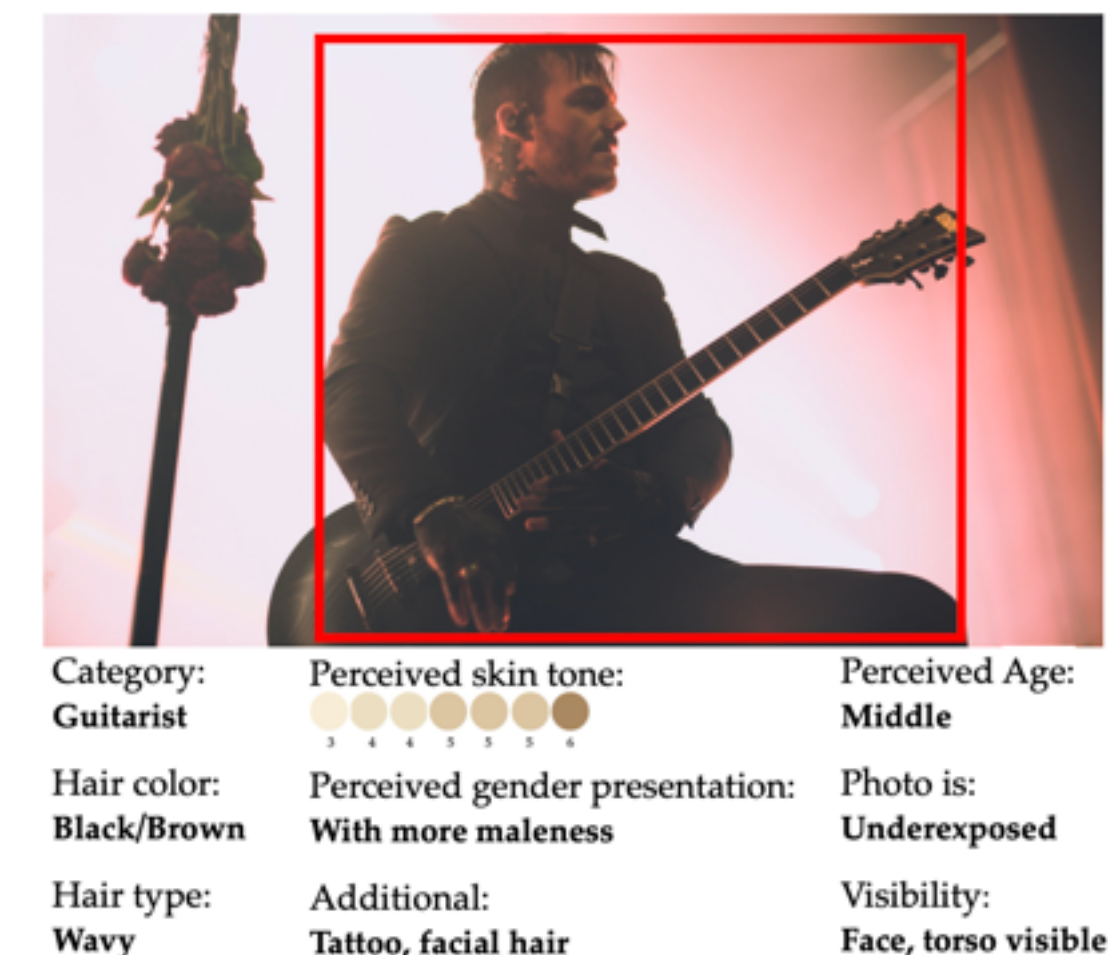 Category:
Guitarist
Perceived skin tone:
3 4 4 5 5 5 6
Perceived Age:
Middle
Hair color:
Black/Brown
Perceived gender presentation:
With more maleness
Photo is:
Underexposed
Hair type:
Wavy
Additional:
Tattoo, facial hair
Visibility:
Face, torso visible